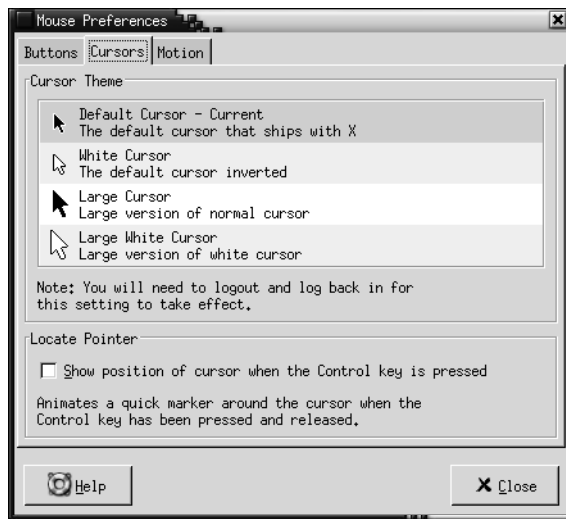 Mouse Preferences
Buttons Cursors Motion
Cursor Theme
Default Cursor - Current
The default cursor that ships with X
White Cursor
The default cursor inverted
Large Cursor
Large version of normal cursor
Large White Cursor
Large version of white cursor
Note: You will need to logout and log back in for
this setting to take effect.
Locate Pointer
Show position of cursor when the Control key is pressed
Animates a quick marker around the cursor when the
Control key has been pressed and released.
Help Close